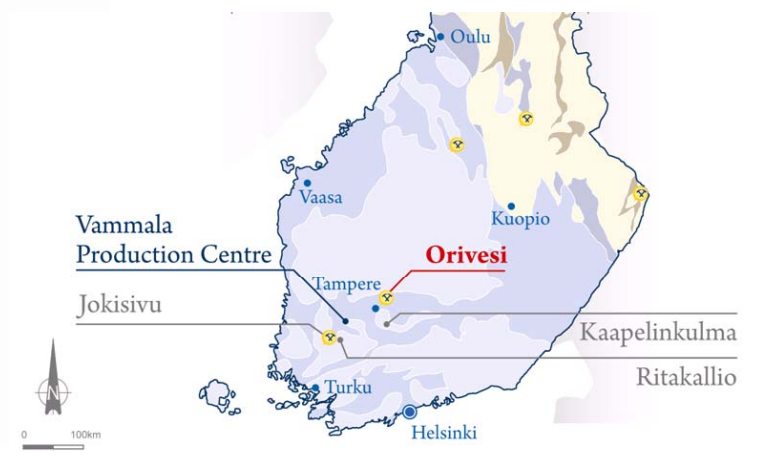 Oulu
Vaasa
Kuopio
Vammala
Production Centre
Orivesi
Tampere
Jokisivu
Kaapelinkulma
Ritakallio
Turku
Helsinki
N
0 100km